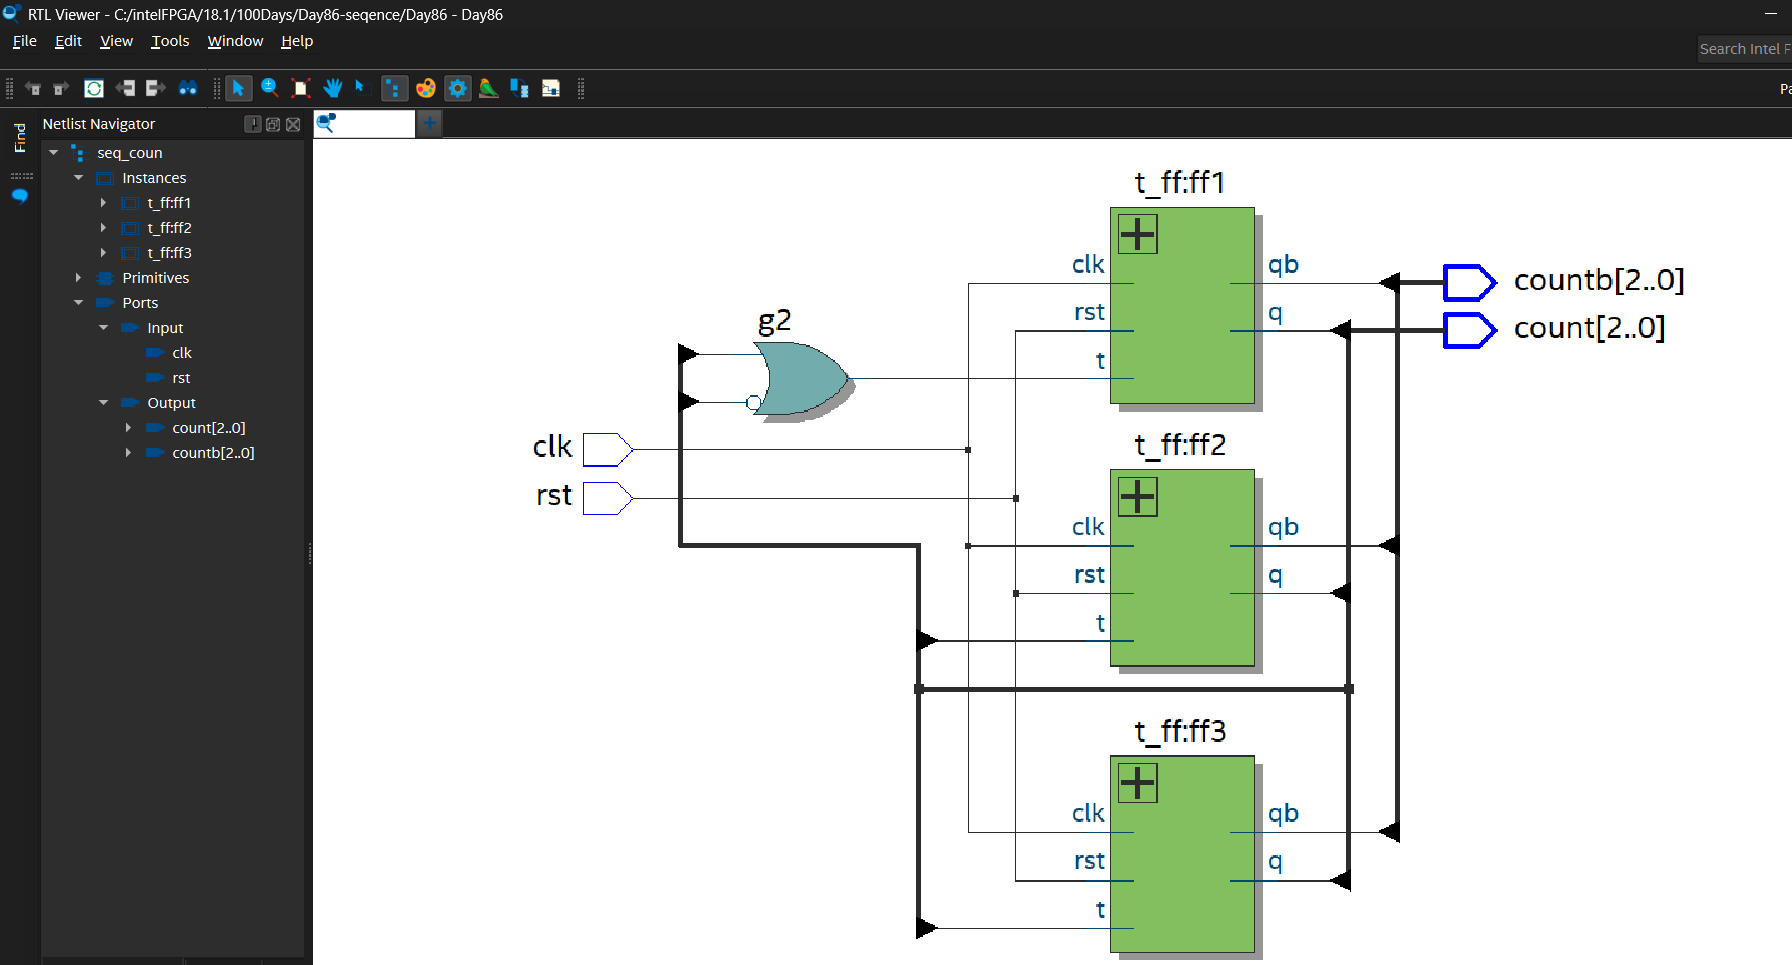 RTL Viewer - C:/intelFPGA/18.1/100Days/Day86-seqence/Day86 - Day86
File Edit View Tools Window Help
Search Intel F
Pa
Find
Netlist Navigator
seq_coun
Instances
t_ff:ff1
t_ff:ff2
t_ff:ff3
Primitives
Ports
Input
clk
rst
Output
count[2..0]
countb[2..0]
t_ff:ff1
clk
qb
countb[2..0]
rst
q
count[2..0]
t
g2
clk
rst
t_ff:ff2
clk
qb
rst
q
t
t_ff:ff3
clk
qb
rst
q
t